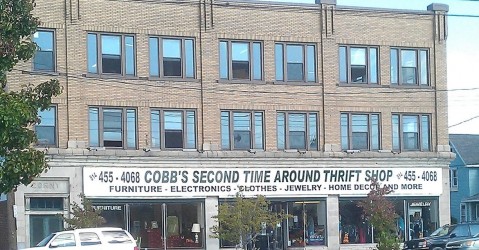 455 - 4068 COBB'S SECOND TIME AROUND THRIFT SHOP 455 - 4068
FURNITURE - ELECTRONICS - CLOTHES - JEWELRY - HOME DECOR AND MORE
FURNITURE
JEWELRY